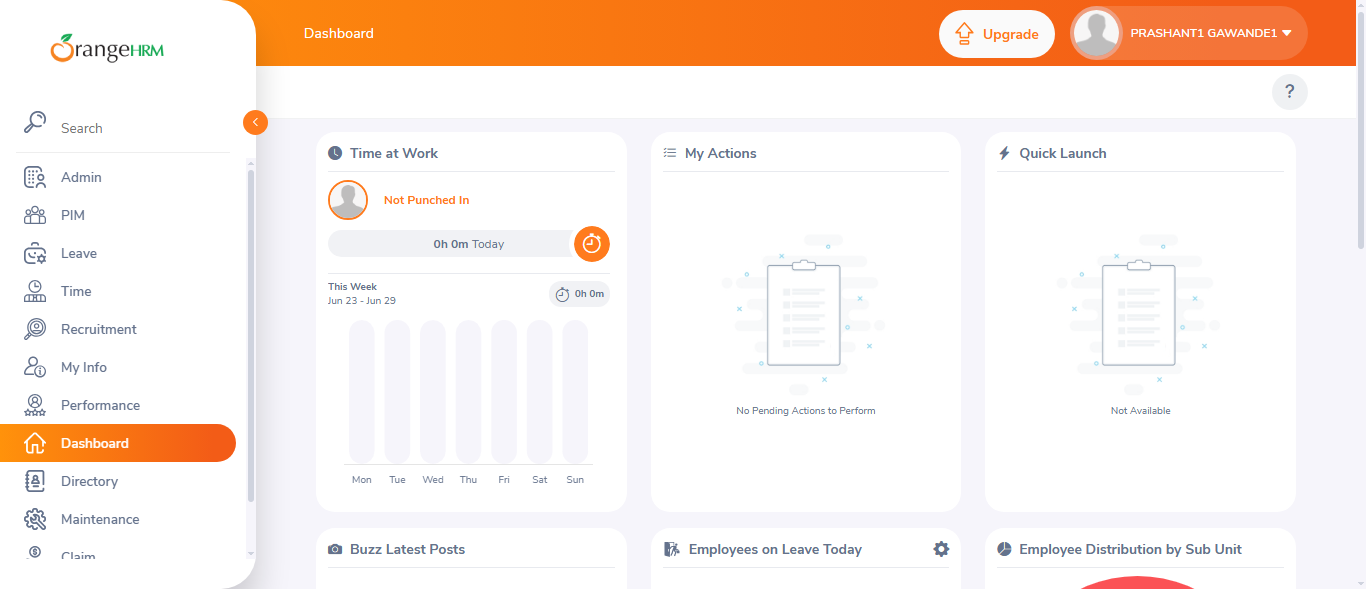 OrangeHRM
Dashboard
Upgrade
PRASHANT1 GAWANDE1
?
Search
Admin
PIM
Leave
Time
Recruitment
My Info
Performance
Dashboard
Directory
Maintenance
Claim
Time at Work
Not Punched In
0h 0m Today
This Week
Jun 23 - Jun 29
0h 0m
Mon Tue Wed Thu Fri Sat Sun
My Actions
No Pending Actions to Perform
Quick Launch
Not Available
Buzz Latest Posts
Employees on Leave Today
Employee Distribution by Sub Unit